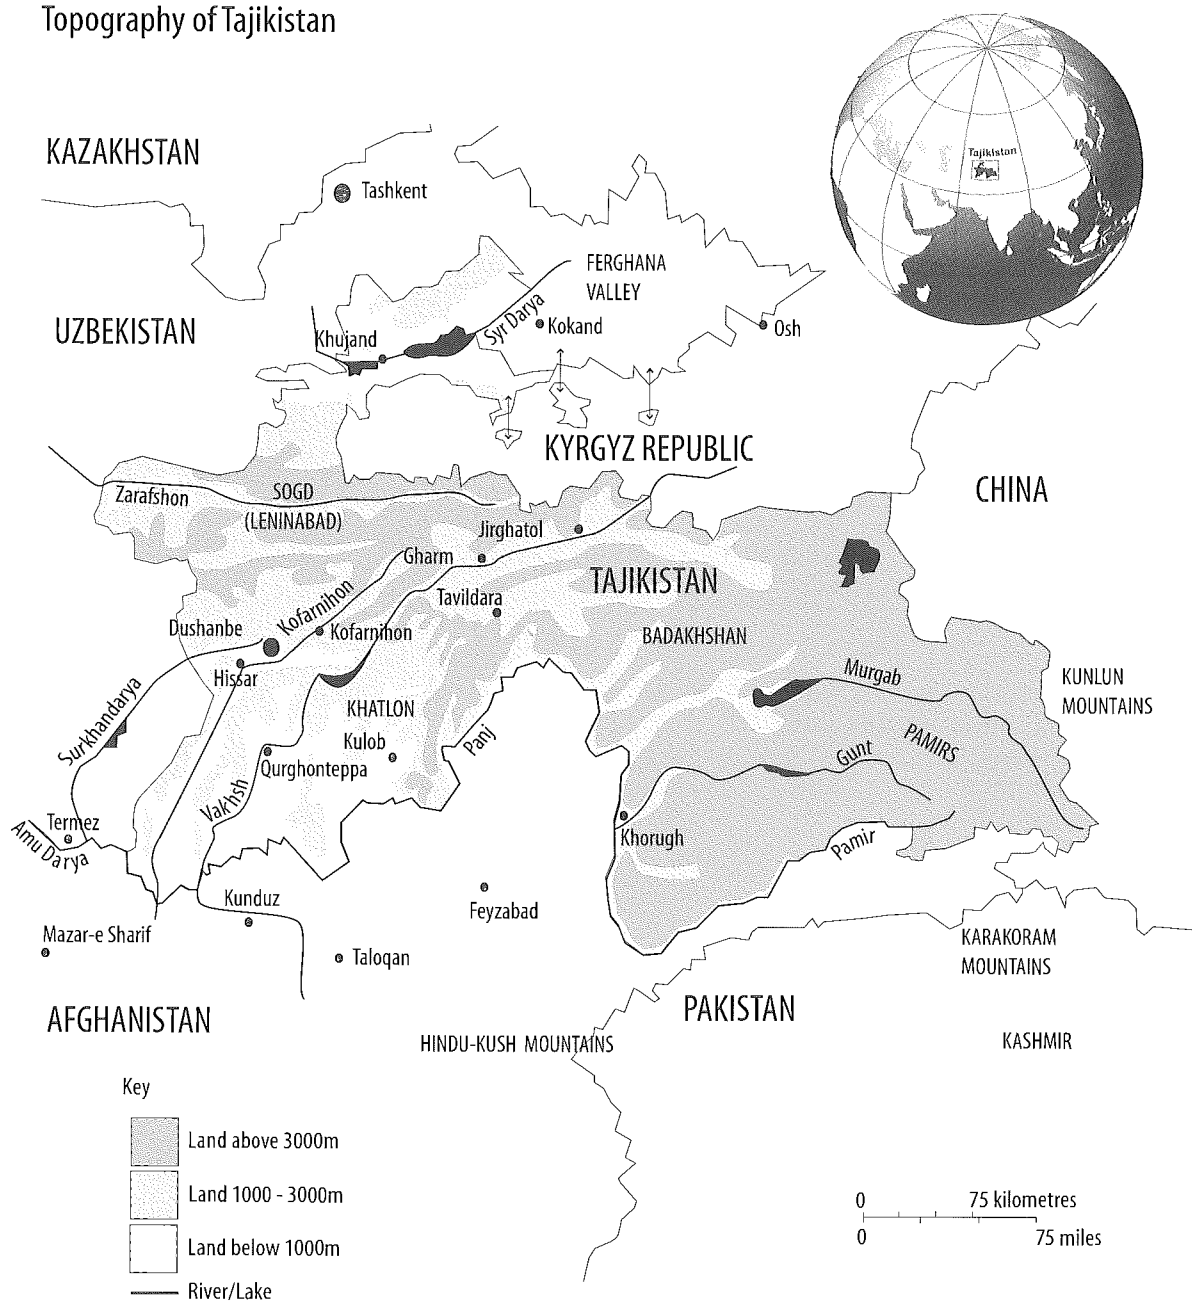 Topography of Tajikistan
Tajikistan
KAZAKHSTAN
Tashkent
FERGHANA
VALLEY
UZBEKISTAN
Khujand
Syr Darya
Kokand
Osh
KYRGYZ REPUBLIC
CHINA
Zarafshon
SOGD
(LENINABAD)
Jirghatol
Gharm
TAJIKISTAN
Tavildara
Kofarnihon
Dushanbe
Kofarnihon
BADAKHSHAN
Hissar
Murgab
KUNLUN
MOUNTAINS
Surkhandarya
KHATLON
Kulob
Panj
PAMIRS
Gunt
Qurghonteppa
Vakhsh
Termez
Amu Darya
Khorugh
Pamir
Kunduz
Feyzabad
Mazar-e Sharif
Taloqan
KARAKORAM
MOUNTAINS
AFGHANISTAN
PAKISTAN
HINDU-KUSH MOUNTAINS
KASHMIR
Key
Land above 3000m
Land 1000 - 3000m
Land below 1000m
River/Lake
0 75 kilometres
0 75 miles